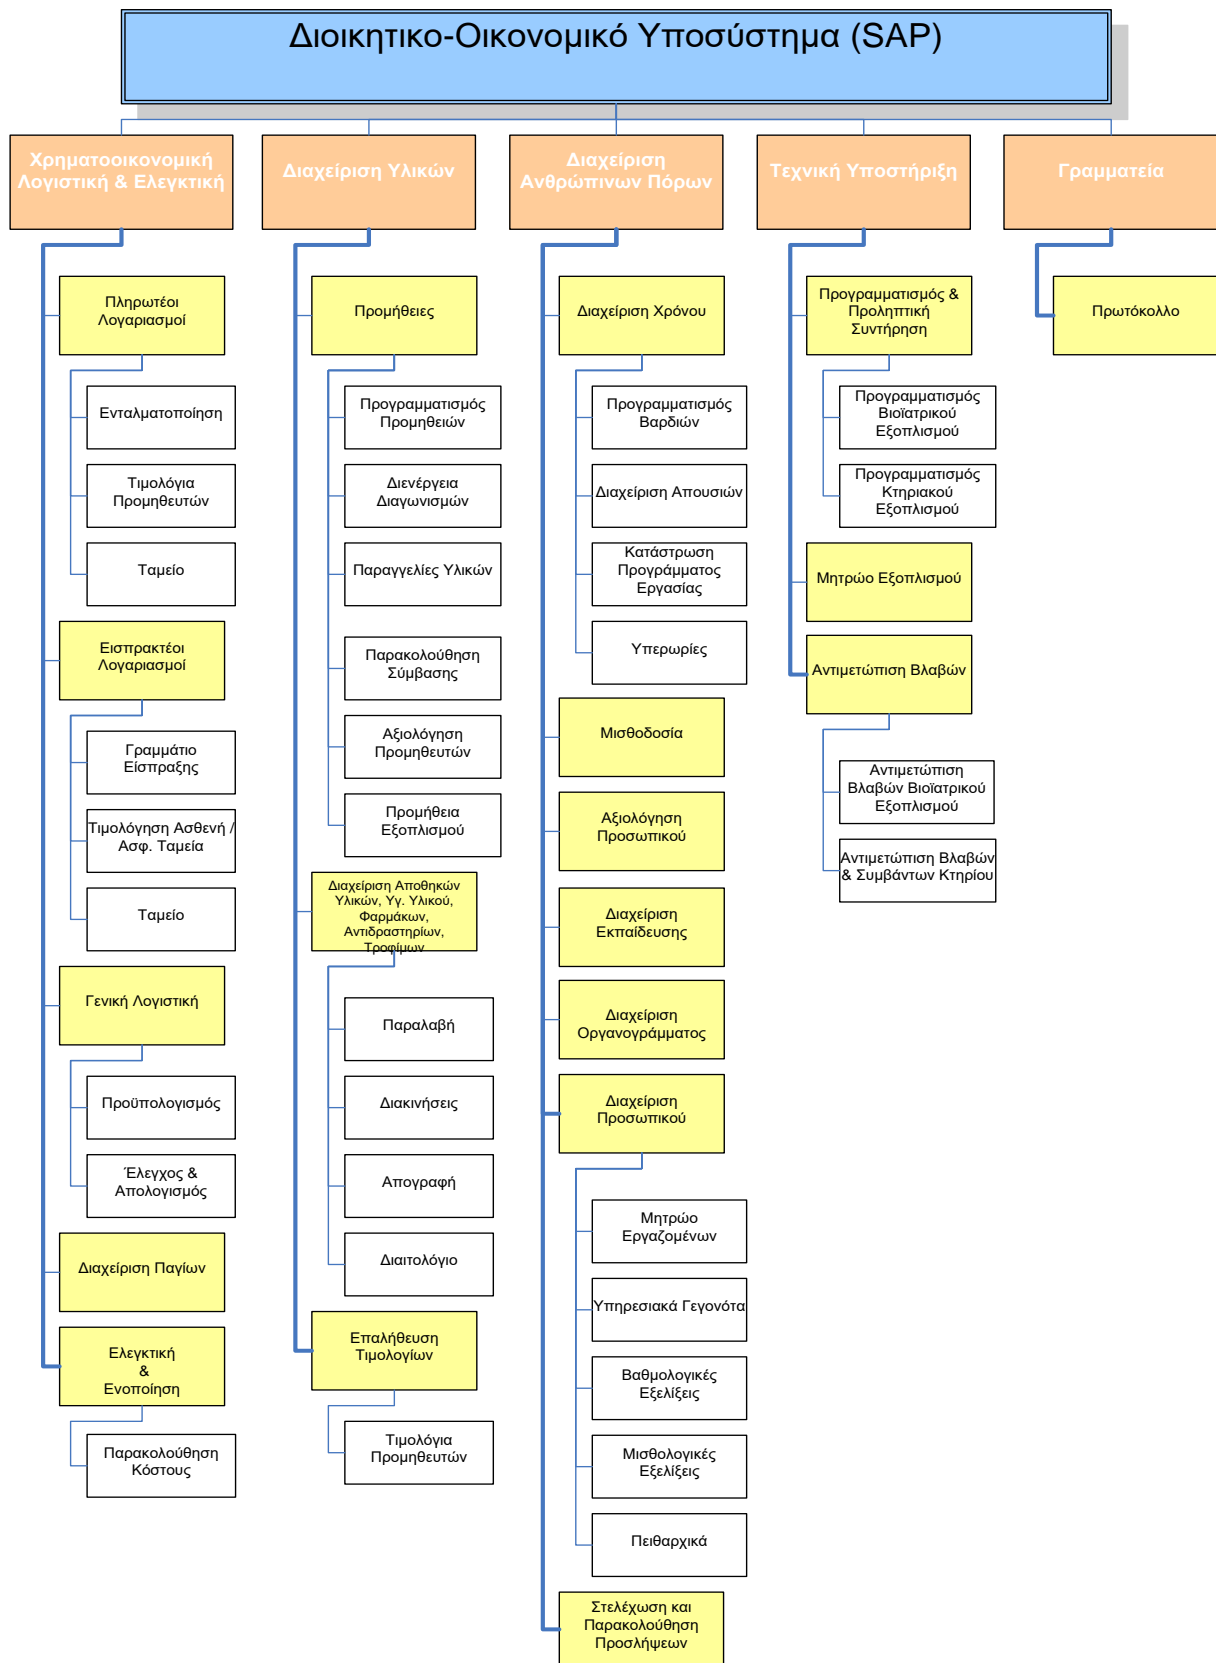 Διοικητικο-Οικονομικό Υποσύστημα (SAP)
Χρηματοοικονομική
Λογιστική & Ελεγκτική
Πληρωτέοι
Λογαριασμοί
Ενταλματοποίηση
Τιμολόγια
Προμηθευτών
Ταμείο
Εισπρακτέοι
Λογαριασμοί
Γραμμάτιο
Είσπραξης
Τιμολόγηση Ασθενή /
Ασφ. Ταμεία
Ταμείο
Γενική Λογιστική
Προϋπολογισμός
Έλεγχος &
Απολογισμός
Διαχείριση Παγίων
Ελεγκτική
&
Ενοποίηση
Παρακολούθηση
Κόστους
Διαχείριση Υλικών
Προμήθειες
Προγραμματισμός
Προμηθειών
Διενέργεια
Διαγωνισμών
Παραγγελίες Υλικών
Παρακολούθηση
Σύμβασης
Αξιολόγηση
Προμηθευτών
Προμήθεια
Εξοπλισμού
Διαχείριση Αποθηκών
Υλικών, Υγ. Υλικού,
Φαρμάκων,
Αντιδραστηρίων,
Τροφίμων
Παραλαβή
Διακινήσεις
Απογραφή
Διαιτολόγιο
Επαλήθευση
Τιμολογίων
Τιμολόγια
Προμηθευτών
Διαχείριση
Ανθρώπινων Πόρων
Διαχείριση Χρόνου
Προγραμματισμός
Βαρδιών
Διαχείριση Απουσιών
Κατάστρωση
Προγράμματος
Εργασίας
Υπερωρίες
Μισθοδοσία
Αξιολόγηση
Προσωπικού
Διαχείριση
Εκπαίδευσης
Διαχείριση
Οργανογράμματος
Διαχείριση
Προσωπικού
Μητρώο
Εργαζομένων
Υπηρεσιακά Γεγονότα
Βαθμολογικές
Εξελίξεις
Μισθολογικές
Εξελίξεις
Πειθαρχικά
Στελέχωση και
Παρακολούθηση
Προσλήψεων
Τεχνική Υποστήριξη
Προγραμματισμός &
Προληπτική
Συντήρηση
Προγραμματισμός
Βιοϊατρικού
Εξοπλισμού
Προγραμματισμός
Κτηριακού
Εξοπλισμού
Μητρώο Εξοπλισμού
Αντιμετώπιση Βλαβών
Αντιμετώπιση
Βλαβών Βιοϊατρικού
Εξοπλισμού
Αντιμετώπιση Βλαβών
& Συμβάντων Κτηρίου
Γραμματεία
Πρωτόκολλο